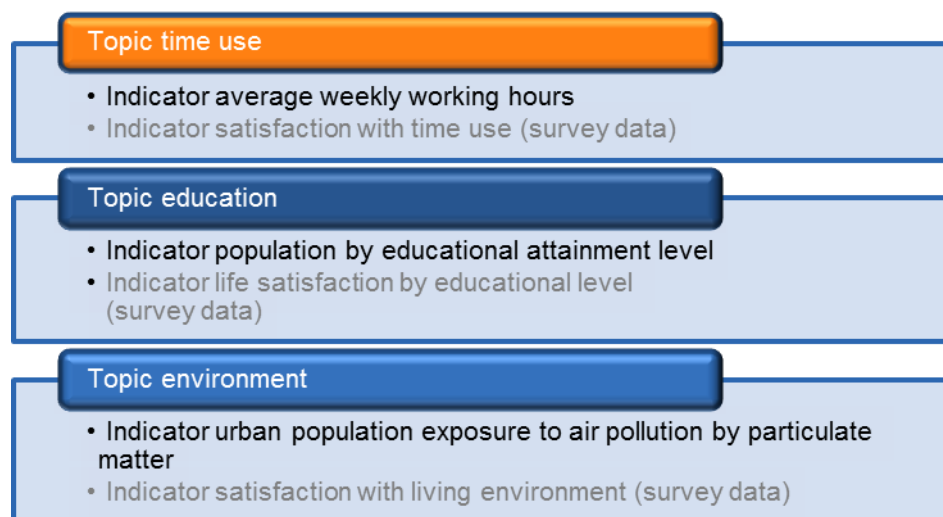 Topic time use
• Indicator average weekly working hours
• Indicator satisfaction with time use (survey data)
Topic education
• Indicator population by educational attainment level
• Indicator life satisfaction by educational level
(survey data)
Topic environment
• Indicator urban population exposure to air pollution by particulate
matter
• Indicator satisfaction with living environment (survey data)